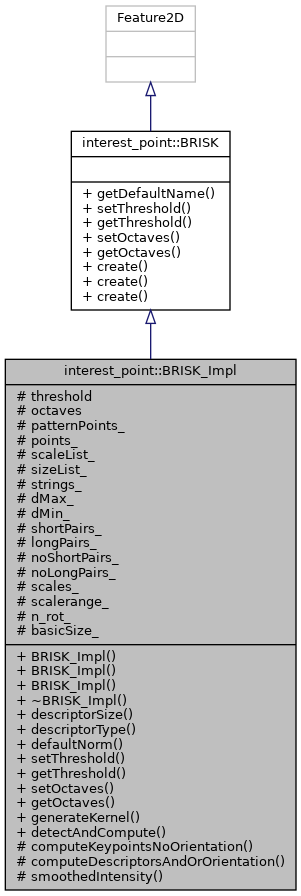 Feature2D
interest_point::BRISK
+ getDefaultName()
+ setThreshold()
+ getThreshold()
+ setOctaves()
+ getOctaves()
+ create()
+ create()
+ create()
interest_point::BRISK_Impl
# threshold
# octaves
# patternPoints_
# points_
# scaleList_
# sizeList_
# strings_
# dMax_
# dMin_
# shortPairs_
# longPairs_
# noShortPairs_
# noLongPairs_
# scales_
# scalerange_
# n_rot_
# basicSize_
+ BRISK_Impl()
+ BRISK_Impl()
+ BRISK_Impl()
+ ~BRISK_Impl()
+ descriptorSize()
+ descriptorType()
+ defaultNorm()
+ setThreshold()
+ getThreshold()
+ setOctaves()
+ getOctaves()
+ generateKernel()
+ detectAndCompute()
# computeKeypointsNoOrientation()
# computeDescriptorsAndOrOrientation()
# smoothedIntensity()